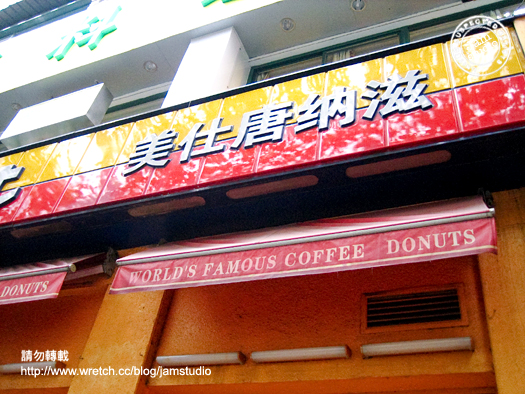 美仕唐纳滋
WORLD'S FAMOUS COFFEE DONUTS
DONUTS
請勿轉載
http://www.wretch.cc/blog/jamstudio